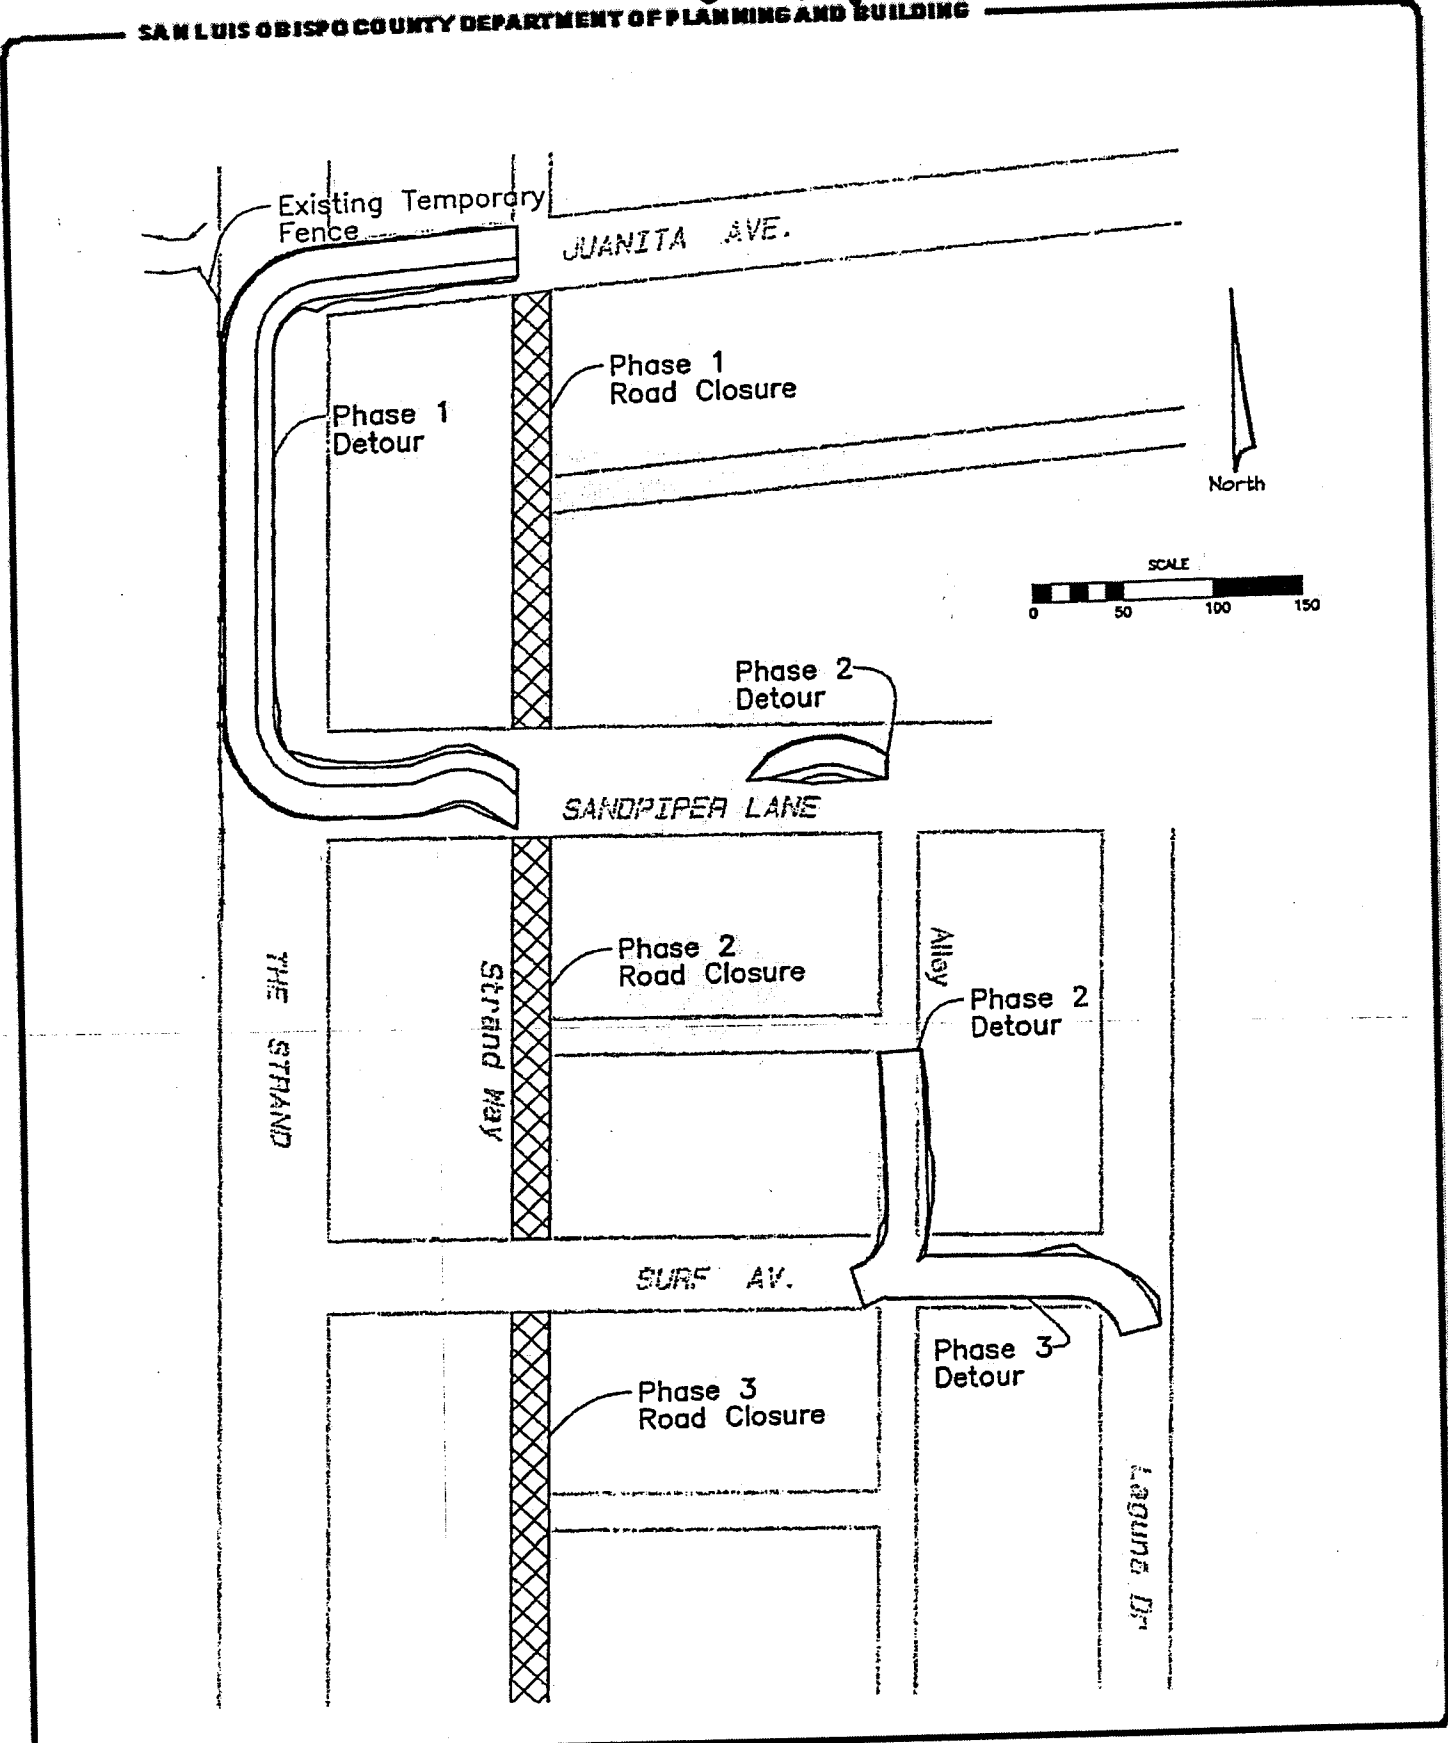 SAN LUIS OBISPO COUNTY DEPARTMENT OF PLANNING AND BUILDING
Existing Temporary
Fence
JUANITA AVE.
Phase 1
Road Closure
Phase 1
Detour
North
SCALE
0 50 100 150
Phase 2
Detour
SANDPIPER LANE
Phase 2
Road Closure
Alley
Phase 2
Detour
THE STRAND
Strand Way
SURF AV.
Phase 3
Detour
Phase 3
Road Closure
Laguna Dr